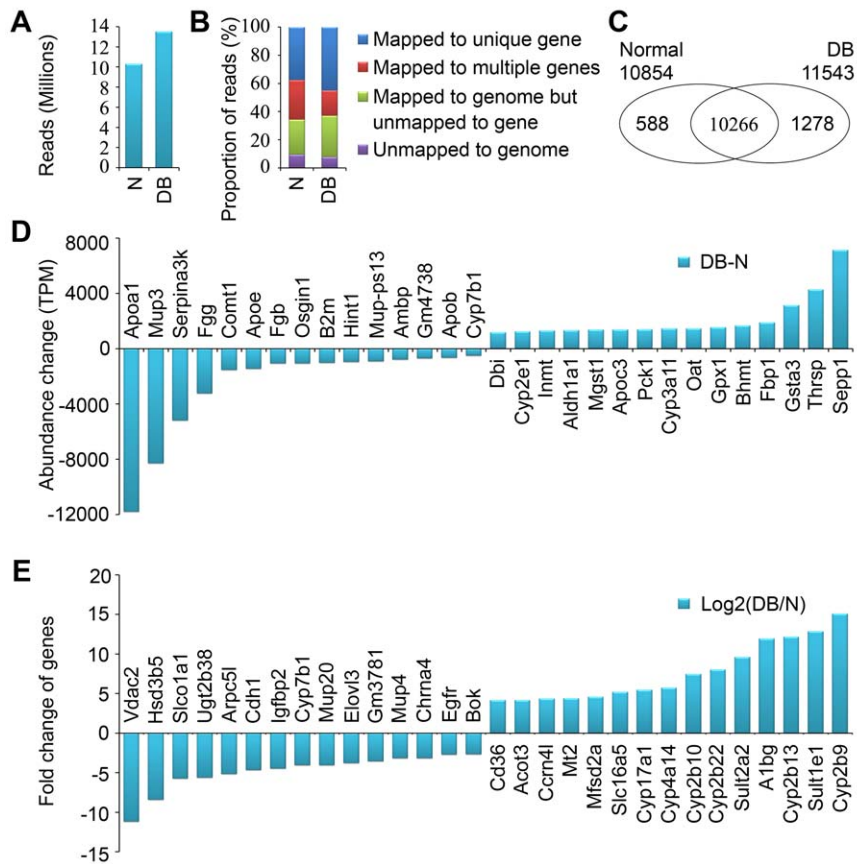 A
Reads (Millions)
14
12
10
8
6
4
2
0
N
DB
B
Proportion of reads (%)
100
80
60
40
20
0
N
DB
Mapped to unique gene
Mapped to multiple genes
Mapped to genome but
unmapped to gene
Unmapped to genome
C
Normal
10854
DB
11543
588
10266
1278
D
Abundance change (TPM)
8000
4000
0
-4000
-8000
-12000
DB-N
Apoa1
Mup3
Serpina3k
Fgg
Comt1
Apoe
Fgb
Osgin1
B2m
Hint1
Mup-ps13
Ambp
Gm4738
Apob
Cyp7b1
Dbi
Cyp2e1
Inmt
Aldh1a1
Mgst1
Apoc3
Pck1
Cyp3a11
Oat
Gpx1
Bhmt
Fbp1
Gsta3
Thrsp
Sepp1
E
Fold change of genes
20
15
10
5
0
-5
-10
-15
Log2(DB/N)
Vdac2
Hsd3b5
Slco1a1
Ugt2b38
Arpc5l
Cdh1
Igfbp2
Cyp7b1
Mup20
Elovl3
Gm3781
Mup4
Chrna4
Egfr
Bok
Cd36
Acot3
Ccrn4l
Mt2
Mfsd2a
Slc16a5
Cyp17a1
Cyp4a14
Cyp2b10
Cyp2b22
Sult2a2
A1bg
Cyp2b13
Sult1e1
Cyp2b9